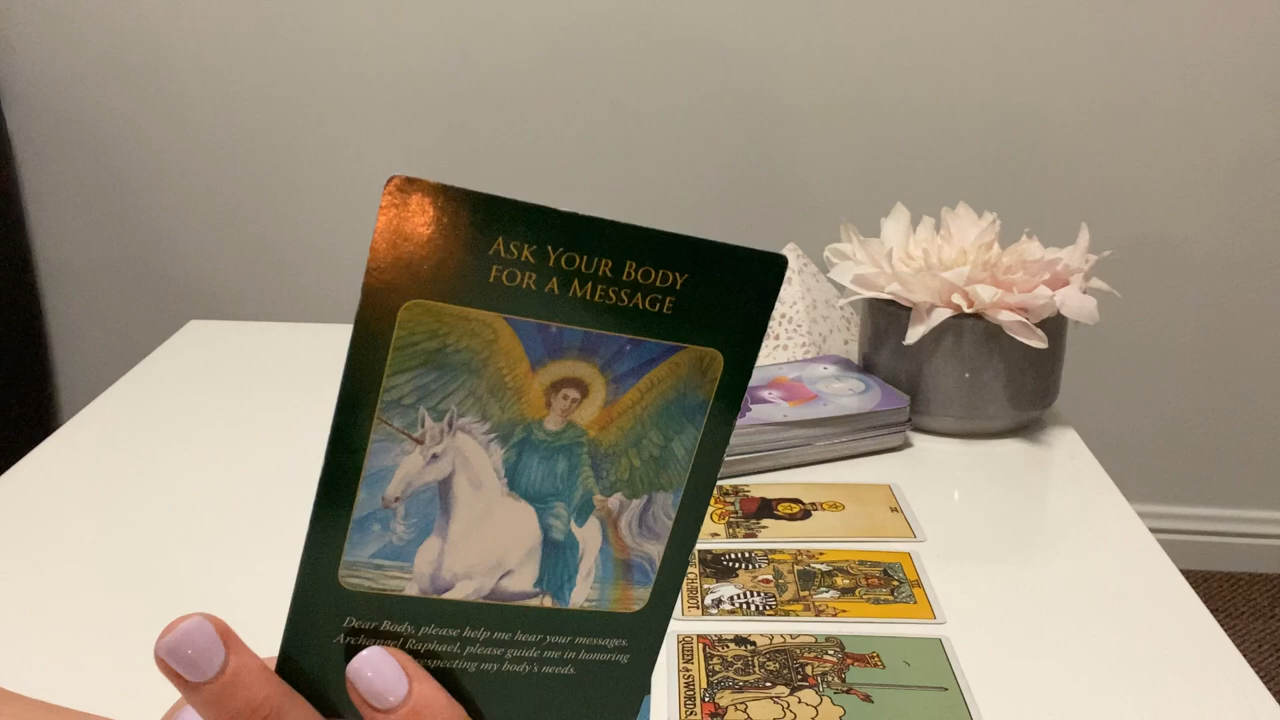 ASK YOUR BODY
FOR A MESSAGE
Dear Body, please help me hear your messages.
Archangel Raphael, please guide me in honoring
respecting my body's needs.
CHARIOT.
VII
QUEEN of SWORDS.